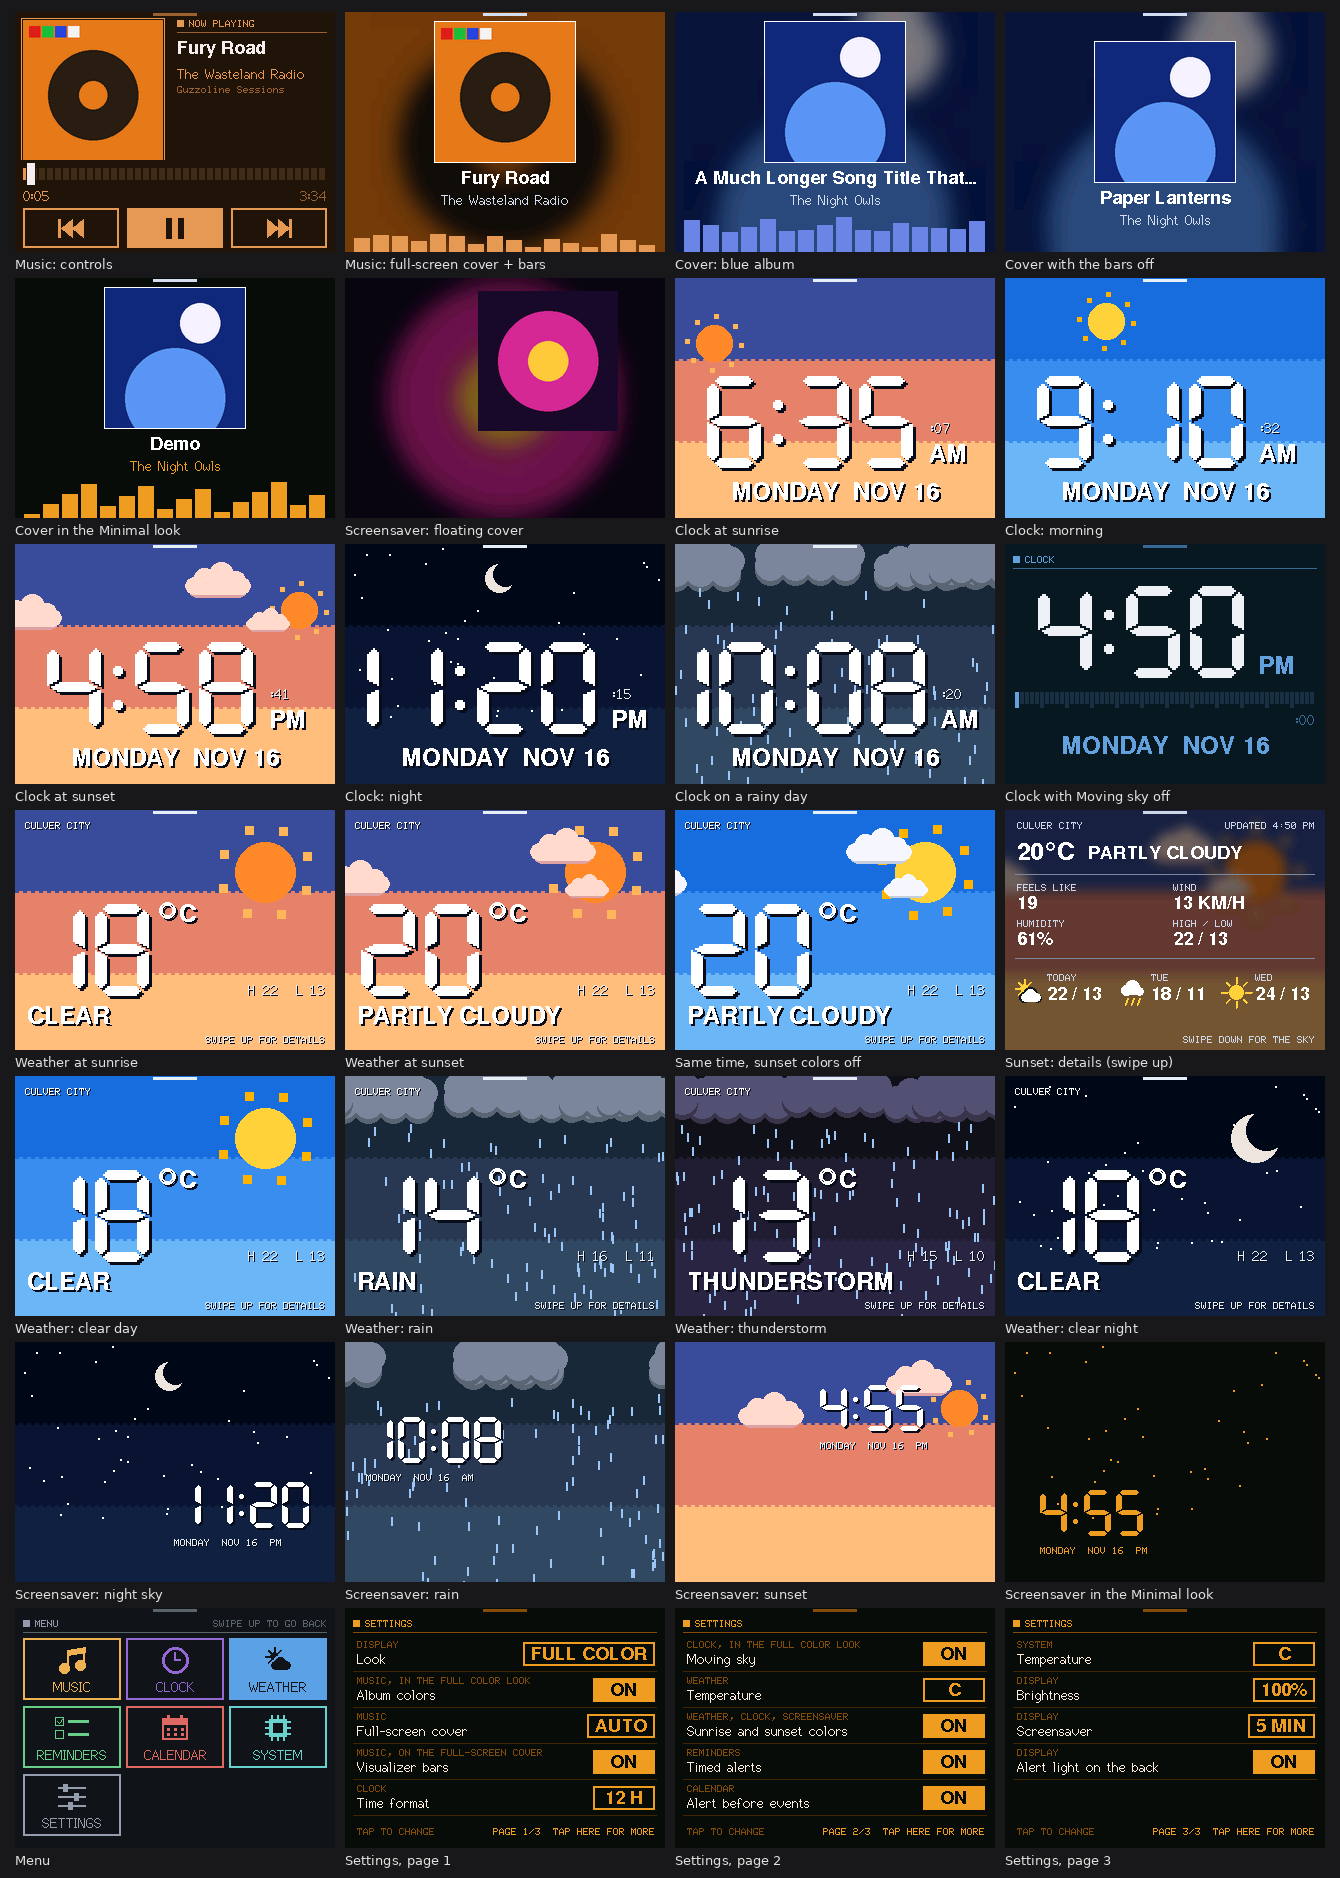 NOW PLAYING
Fury Road
The Wasteland Radio
Guzzoline Sessions
0:05 3:34
Music: controls
Fury Road
The Wasteland Radio
Music: full-screen cover + bars
A Much Longer Song Title That...
The Night Owls
Cover: blue album
Paper Lanterns
The Night Owls
Cover with the bars off
Demo
The Night Owls
Cover in the Minimal look
Screensaver: floating cover
6:35 :07 AM
MONDAY NOV 16
Clock at sunrise
9:10 :32 AM
MONDAY NOV 16
Clock: morning
4:58 :41 PM
MONDAY NOV 16
Clock at sunset
11:20 :15 PM
MONDAY NOV 16
Clock: night
10:08 :20 AM
MONDAY NOV 16
Clock on a rainy day
CLOCK
4:50 PM
:00
MONDAY NOV 16
Clock with Moving sky off
CULVER CITY
18°C
H 22 L 13
CLEAR
SWIPE UP FOR DETAILS
Weather at sunrise
CULVER CITY
20°C
H 22 L 13
PARTLY CLOUDY
SWIPE UP FOR DETAILS
Weather at sunset
CULVER CITY
20°C
H 22 L 13
PARTLY CLOUDY
SWIPE UP FOR DETAILS
Same time, sunset colors off
CULVER CITY UPDATED 4:50 PM
20°C PARTLY CLOUDY
FEELS LIKE WIND
19 13 KM/H
HUMIDITY HIGH / LOW
61% 22 / 13
TODAY TUE WED
22 / 13 18 / 11 24 / 13
SWIPE DOWN FOR THE SKY
Sunset: details (swipe up)
CULVER CITY
18°C
H 22 L 13
CLEAR
SWIPE UP FOR DETAILS
Weather: clear day
CULVER CITY
14°C
H 16 L 11
RAIN
SWIPE UP FOR DETAILS
Weather: rain
CULVER CITY
13°C
H 15 L 10
THUNDERSTORM
SWIPE UP FOR DETAILS
Weather: thunderstorm
CULVER CITY
18°C
H 22 L 13
CLEAR
SWIPE UP FOR DETAILS
Weather: clear night
11:20
MONDAY NOV 16 PM
Screensaver: night sky
10:08
MONDAY NOV 16 AM
Screensaver: rain
4:55
MONDAY NOV 16 PM
Screensaver: sunset
4:55
MONDAY NOV 16 PM
Screensaver in the Minimal look
MENU SWIPE UP TO GO BACK
MUSIC CLOCK WEATHER
REMINDERS CALENDAR SYSTEM
SETTINGS
Menu
SETTINGS
DISPLAY
Look FULL COLOR
MUSIC, IN THE FULL COLOR LOOK
Album colors ON
MUSIC
Full-screen cover AUTO
MUSIC, ON THE FULL-SCREEN COVER
Visualizer bars ON
CLOCK
Time format 12 H
TAP TO CHANGE PAGE 1/3 TAP HERE FOR MORE
Settings, page 1
SETTINGS
CLOCK, IN THE FULL COLOR LOOK
Moving sky ON
WEATHER
Temperature C
WEATHER, CLOCK, SCREENSAVER
Sunrise and sunset colors ON
REMINDERS
Timed alerts ON
CALENDAR
Alert before events ON
TAP TO CHANGE PAGE 2/3 TAP HERE FOR MORE
Settings, page 2
SETTINGS
SYSTEM
Temperature C
DISPLAY
Brightness 100%
DISPLAY
Screensaver 5 MIN
DISPLAY
Alert light on the back ON
TAP TO CHANGE PAGE 3/3 TAP HERE FOR MORE
Settings, page 3